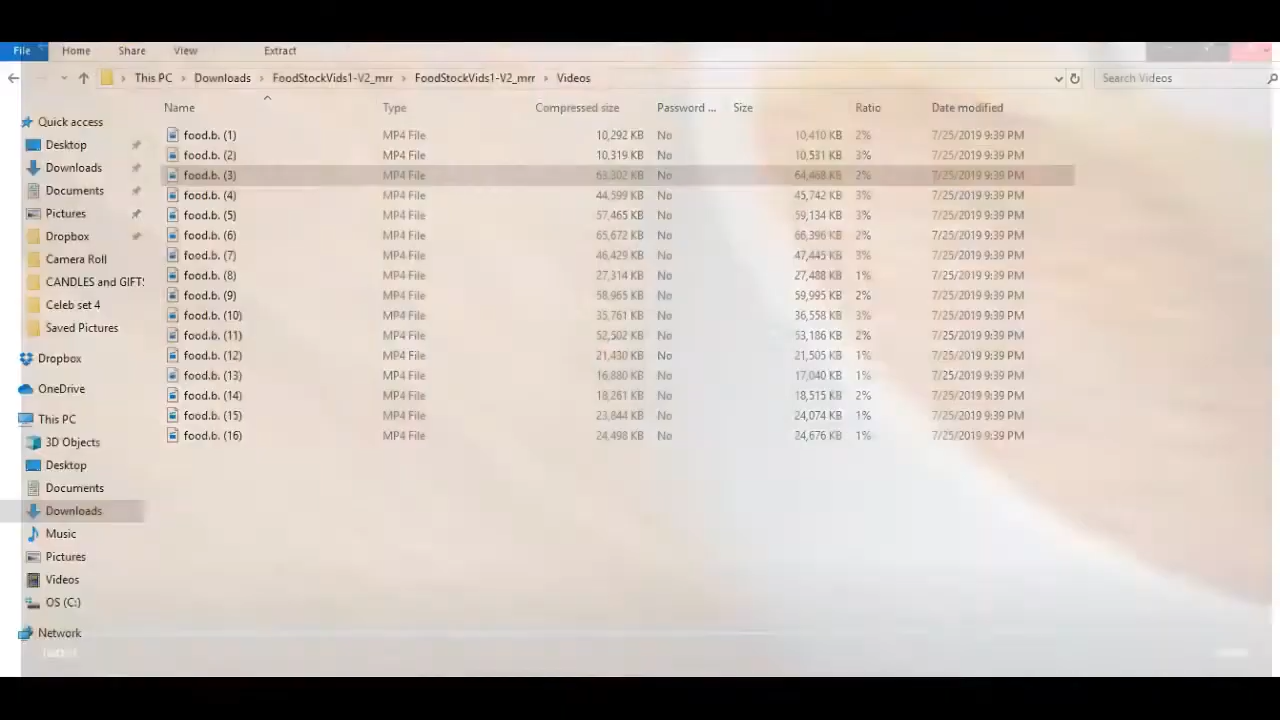 File Home Share View Extract
This PC > Downloads > FoodStockVids1-V2_mrr > FoodStockVids1-V2_mrr > Videos Search Videos
Name Type Compressed size Password ... Size Ratio Date modified
Quick access
Desktop
Downloads
Documents
Pictures
Dropbox
Camera Roll
CANDLES and GIFTS
Celeb set 4
Saved Pictures
Dropbox
OneDrive
This PC
3D Objects
Desktop
Documents
Downloads
Music
Pictures
Videos
OS (C:)
Network
food.b. (1) MP4 File 10,292 KB No 10,410 KB 2% 7/25/2019 9:39 PM
food.b. (2) MP4 File 10,319 KB No 10,531 KB 3% 7/25/2019 9:39 PM
food.b. (3) MP4 File 63,302 KB No 64,468 KB 2% 7/25/2019 9:39 PM
food.b. (4) MP4 File 44,599 KB No 45,742 KB 3% 7/25/2019 9:39 PM
food.b. (5) MP4 File 57,465 KB No 59,134 KB 3% 7/25/2019 9:39 PM
food.b. (6) MP4 File 65,672 KB No 66,396 KB 2% 7/25/2019 9:39 PM
food.b. (7) MP4 File 46,429 KB No 47,445 KB 3% 7/25/2019 9:39 PM
food.b. (8) MP4 File 27,314 KB No 27,488 KB 1% 7/25/2019 9:39 PM
food.b. (9) MP4 File 58,965 KB No 59,995 KB 2% 7/25/2019 9:39 PM
food.b. (10) MP4 File 35,761 KB No 36,558 KB 3% 7/25/2019 9:39 PM
food.b. (11) MP4 File 52,502 KB No 53,186 KB 2% 7/25/2019 9:39 PM
food.b. (12) MP4 File 21,430 KB No 21,505 KB 1% 7/25/2019 9:39 PM
food.b. (13) MP4 File 16,880 KB No 17,040 KB 1% 7/25/2019 9:39 PM
food.b. (14) MP4 File 18,261 KB No 18,515 KB 2% 7/25/2019 9:39 PM
food.b. (15) MP4 File 23,844 KB No 24,074 KB 1% 7/25/2019 9:39 PM
food.b. (16) MP4 File 24,498 KB No 24,676 KB 1% 7/25/2019 9:39 PM